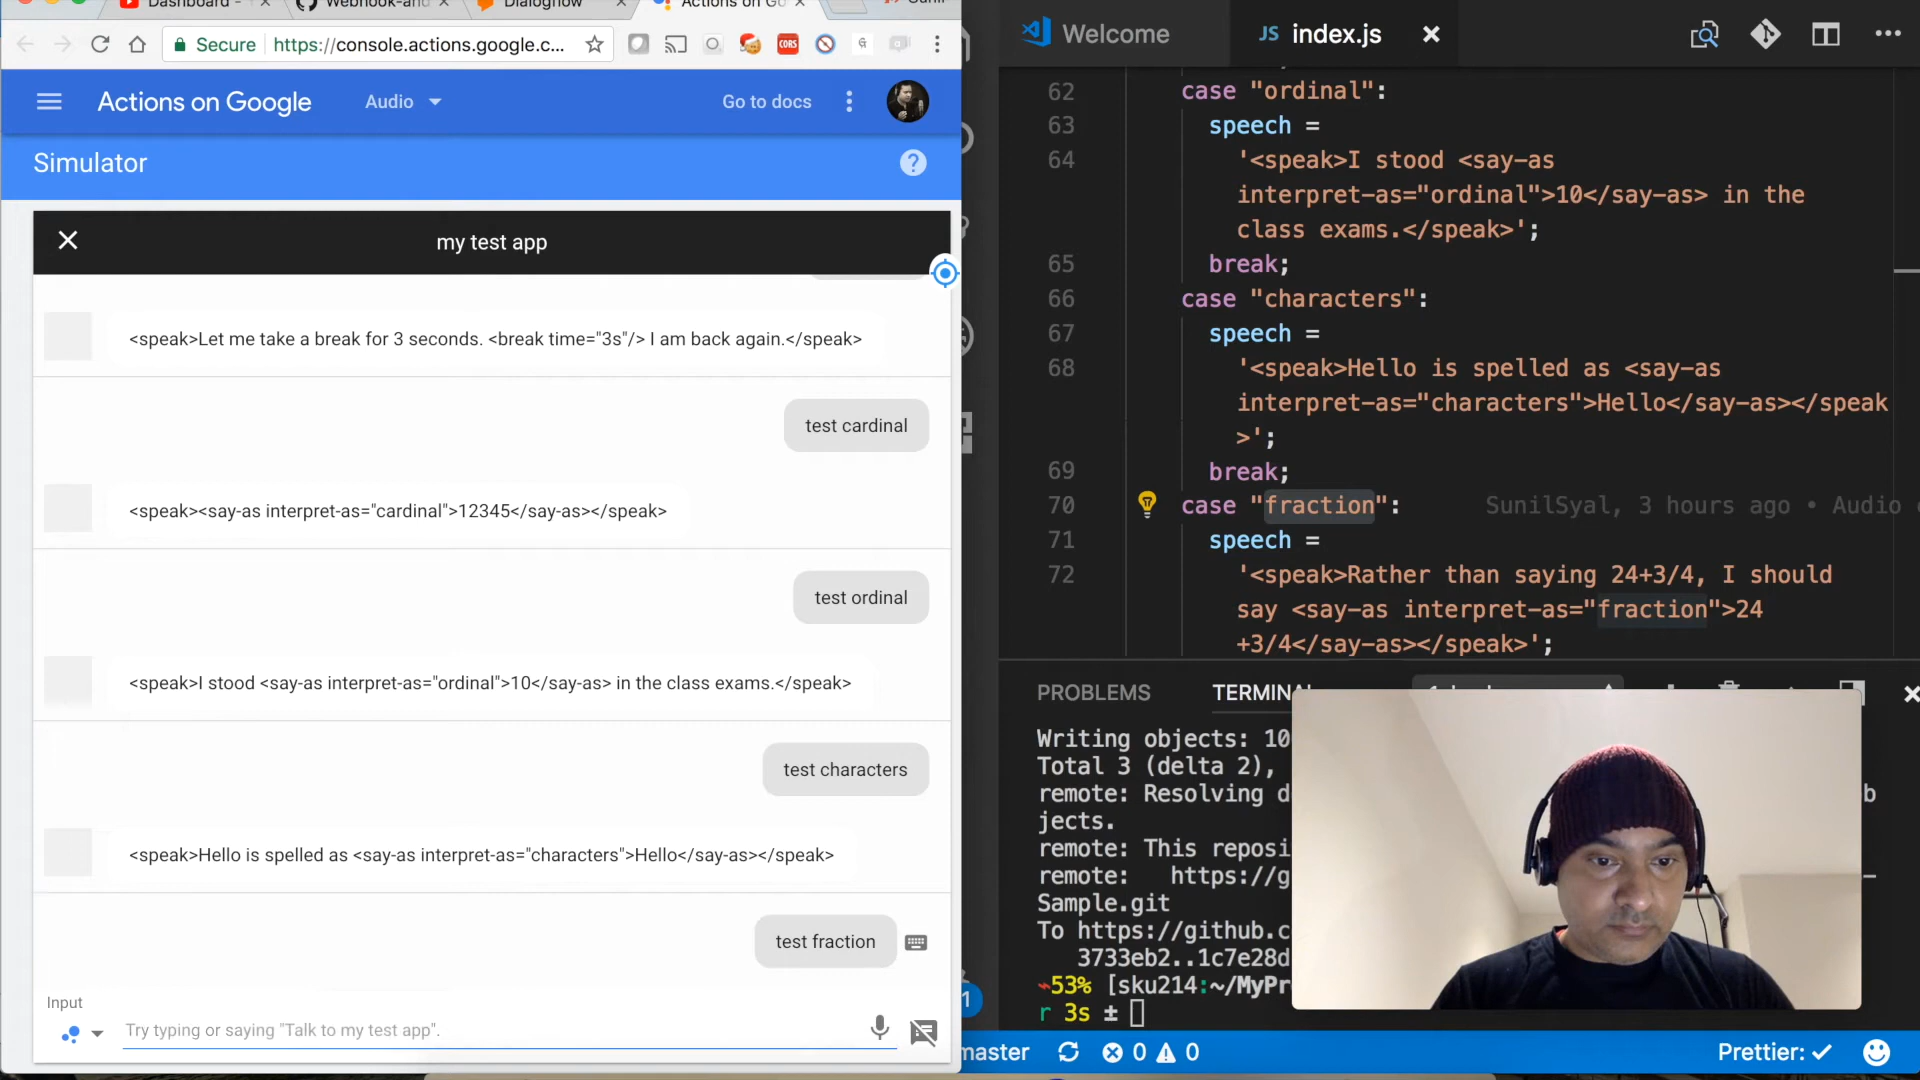 Dashboard -
Webhook-and
Dialogflow
Actions on Go
Secure
https://console.actions.google.c...
CORS
Actions on Google
Audio
Go to docs
Simulator
my test app
<speak>Let me take a break for 3 seconds. <break time="3s"/> I am back again.</speak>
test cardinal
<speak><say-as interpret-as="cardinal">12345</say-as></speak>
test ordinal
<speak>I stood <say-as interpret-as="ordinal">10</say-as> in the class exams.</speak>
test characters
<speak>Hello is spelled as <say-as interpret-as="characters">Hello</say-as></speak>
test fraction
Input
Try typing or saying "Talk to my test app".
Welcome
JS index.js
62 case "ordinal":
63 speech =
64 '<speak>I stood <say-as
interpret-as="ordinal">10</say-as> in the
class exams.</speak>';
65 break;
66 case "characters":
67 speech =
68 '<speak>Hello is spelled as <say-as
interpret-as="characters">Hello</say-as></speak
>';
69 break;
70 case "fraction": SunilSyal, 3 hours ago • Audio
71 speech =
72 '<speak>Rather than saying 24+3/4, I should
say <say-as interpret-as="fraction">24
+3/4</say-as></speak>';
PROBLEMS
TERMINAL
Writing objects: 10
Total 3 (delta 2),
remote: Resolving d
jects.
remote: This reposi
remote: https://g
Sample.git
To https://github.c
3733eb2..1c7e28d
53% [sku214:~/MyPr
r 3s ±
master
0
0
Prettier: ✓